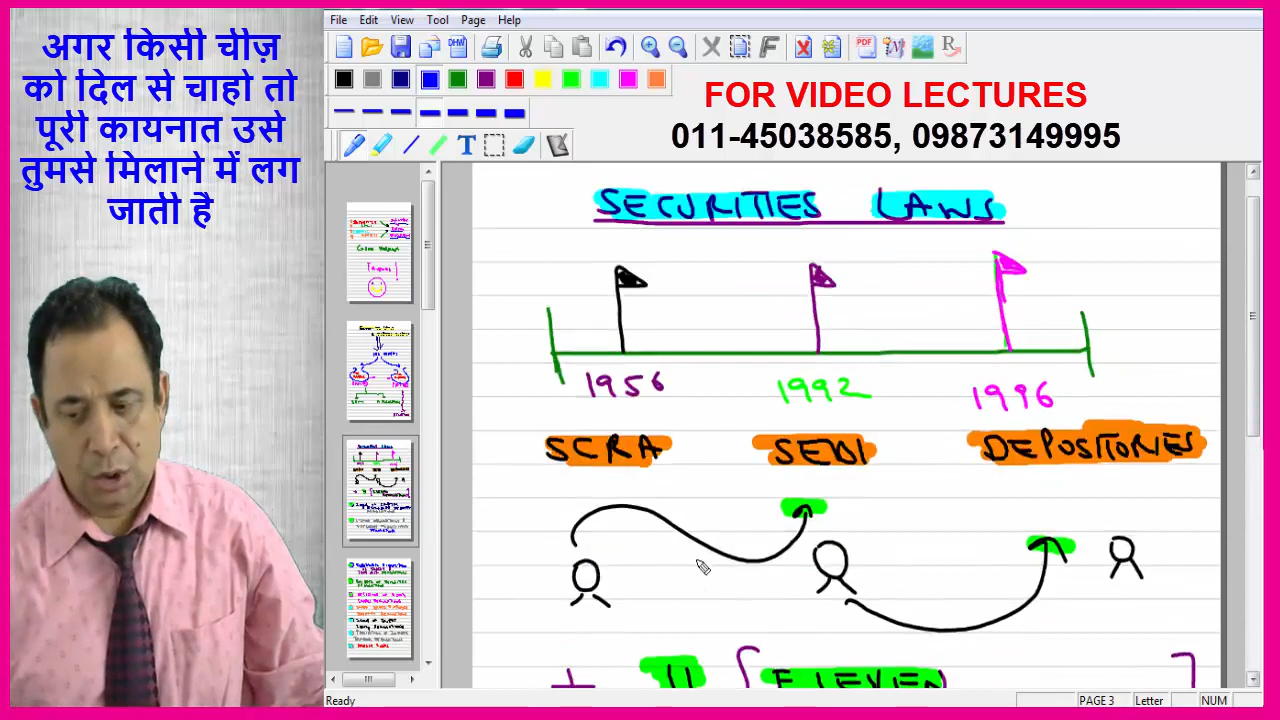 अगर किसी चीज़
को दिल से चाहो तो
पूरी कायनात उसे
तुमसे मिलाने में लग
जाती है
File Edit View Tool Page Help
FOR VIDEO LECTURES
011-45038585, 09873149995
SECURITIES LAWS
1956 1992 1996
SCRA SEBI DEPOSITORIES
+ 11 [ELEVEN ]
Ready PAGE 3 Letter NUM